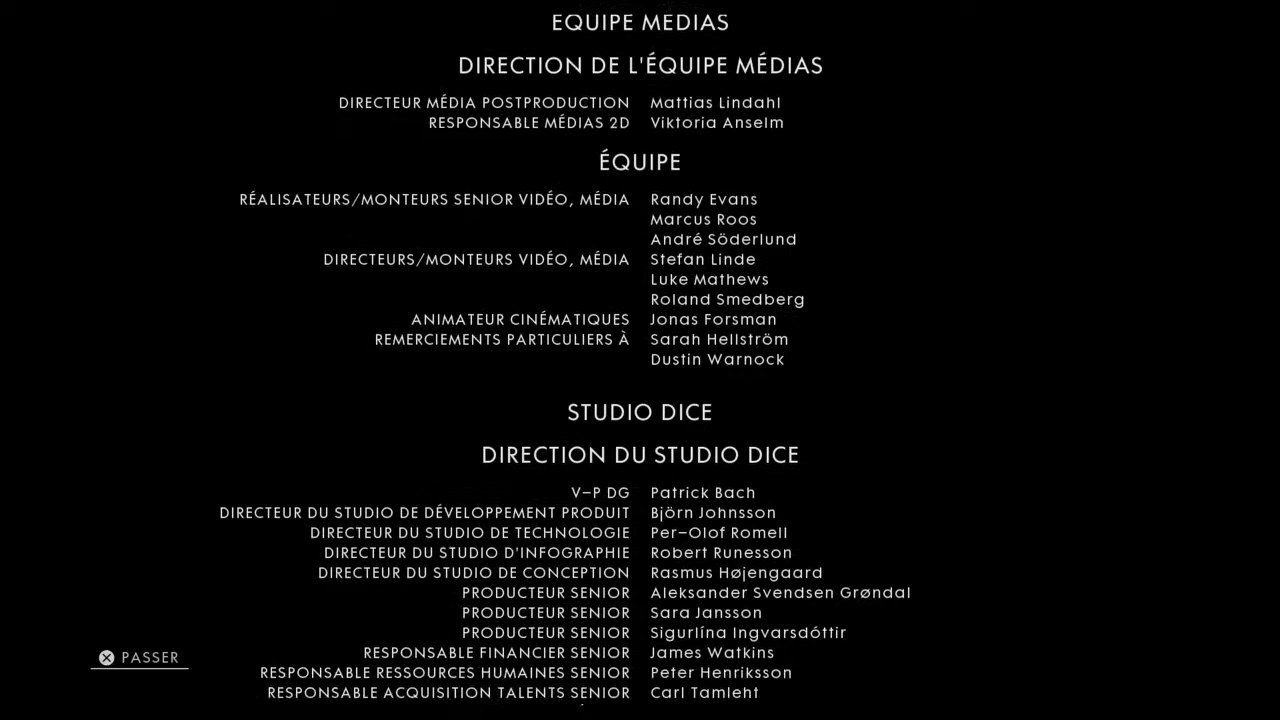 EQUIPE MEDIAS
DIRECTION DE L'ÉQUIPE MÉDIAS
DIRECTEUR MÉDIA POSTPRODUCTION Mattias Lindahl
RESPONSABLE MÉDIAS 2D Viktoria Anselm
ÉQUIPE
RÉALISATEURS/MONTEURS SENIOR VIDÉO, MÉDIA Randy Evans
Marcus Roos
André Söderlund
DIRECTEURS/MONTEURS VIDÉO, MÉDIA Stefan Linde
Luke Mathews
Roland Smedberg
ANIMATEUR CINÉMATIQUES Jonas Forsman
REMERCIEMENTS PARTICULIERS À Sarah Hellström
Dustin Warnock
STUDIO DICE
DIRECTION DU STUDIO DICE
V-P DG Patrick Bach
DIRECTEUR DU STUDIO DE DÉVELOPPEMENT PRODUIT Björn Johnsson
DIRECTEUR DU STUDIO DE TECHNOLOGIE Per-Olof Romell
DIRECTEUR DU STUDIO D'INFOGRAPHIE Robert Runesson
DIRECTEUR DU STUDIO DE CONCEPTION Rasmus Højengaard
PRODUCTEUR SENIOR Aleksander Svendsen Grøndal
PRODUCTEUR SENIOR Sara Jansson
PRODUCTEUR SENIOR Sigurlína Ingvarsdóttir
RESPONSABLE FINANCIER SENIOR James Watkins
RESPONSABLE RESSOURCES HUMAINES SENIOR Peter Henriksson
RESPONSABLE ACQUISITION TALENTS SENIOR Carl Tamleht
PASSER